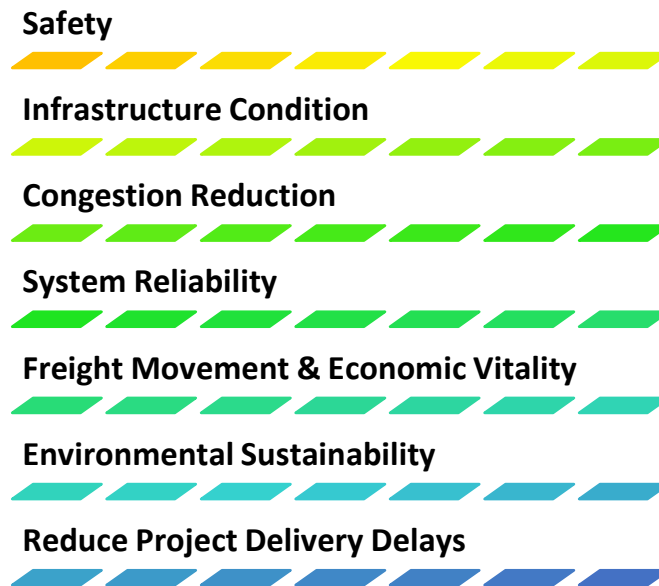 Safety
Infrastructure Condition
Congestion Reduction
System Reliability
Freight Movement & Economic Vitality
Environmental Sustainability
Reduce Project Delivery Delays